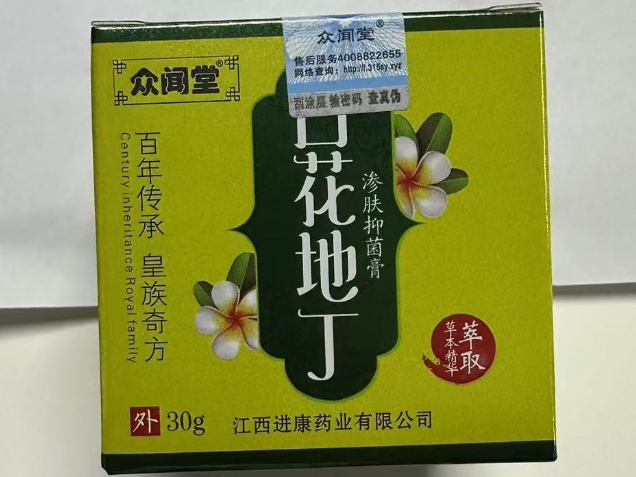 众闻堂®
售后服务4008822655
网络查询：http://f.315sy.xyz
刮涂层 输密码 查真伪
众闻堂®
百年传承 皇族奇方
Century inheritance Royal family
花地丁
渗肤抑菌膏
萃取
草本精华
外 30g
江西进康药业有限公司